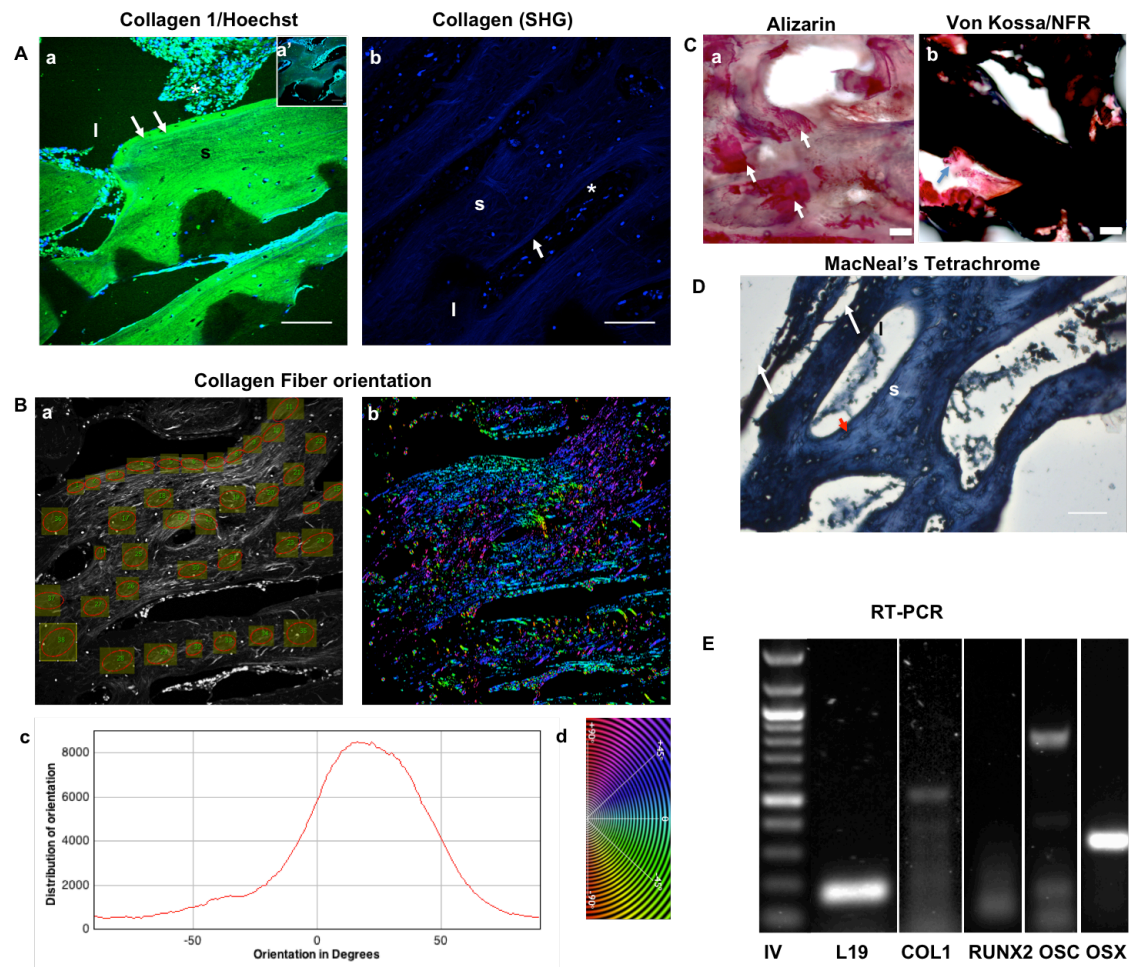 Collagen 1/Hoechst
Collagen (SHG)
Alizarin
Von Kossa/NFR
A
a
a'
*
l
s
b
*
s
l
C
a
b
MacNeal's Tetrachrome
D
l
s
Collagen Fiber orientation
B
a
b
RT-PCR
E
c
8000
6000
4000
2000
0
-50
0
50
Distribution of orientation
Orientation in Degrees
d
+90°
+45°
0
-45°
-90°
IV
L19
COL1
RUNX2
OSC
OSX